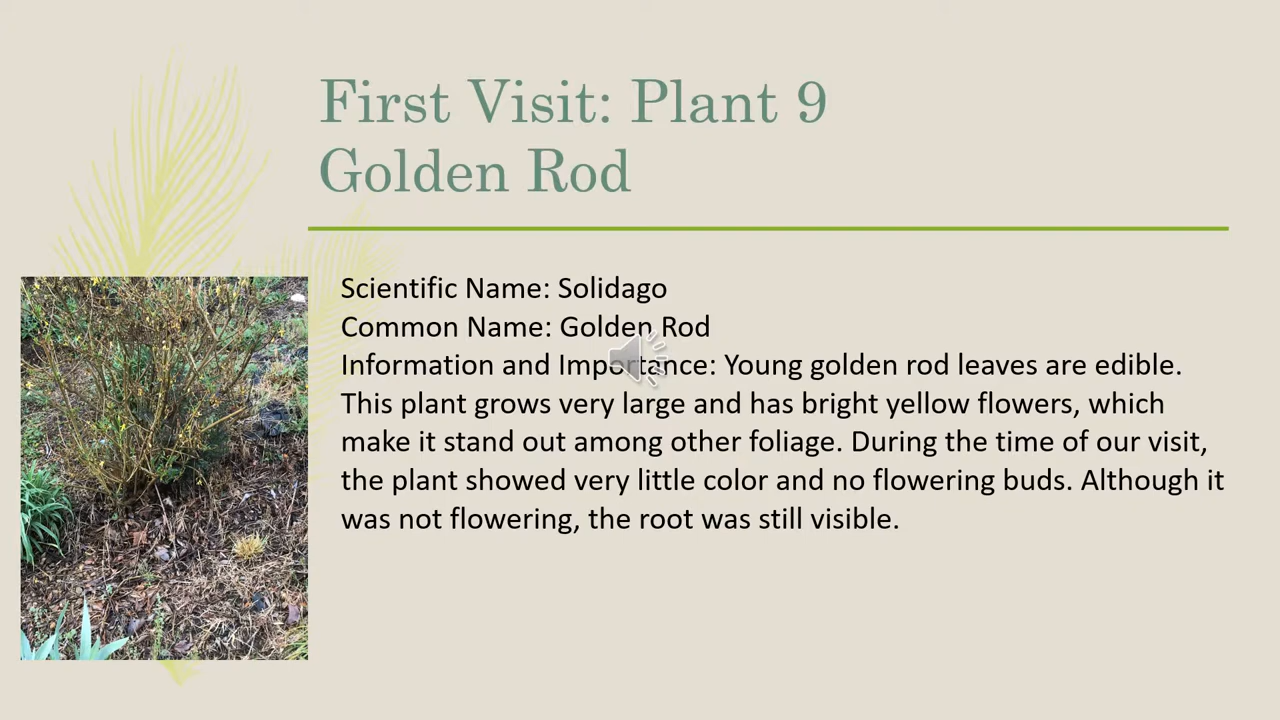 First Visit: Plant 9
Golden Rod
Scientific Name: Solidago
Common Name: Golden Rod
Information and Importance: Young golden rod leaves are edible.
This plant grows very large and has bright yellow flowers, which
make it stand out among other foliage. During the time of our visit,
the plant showed very little color and no flowering buds. Although it
was not flowering, the root was still visible.